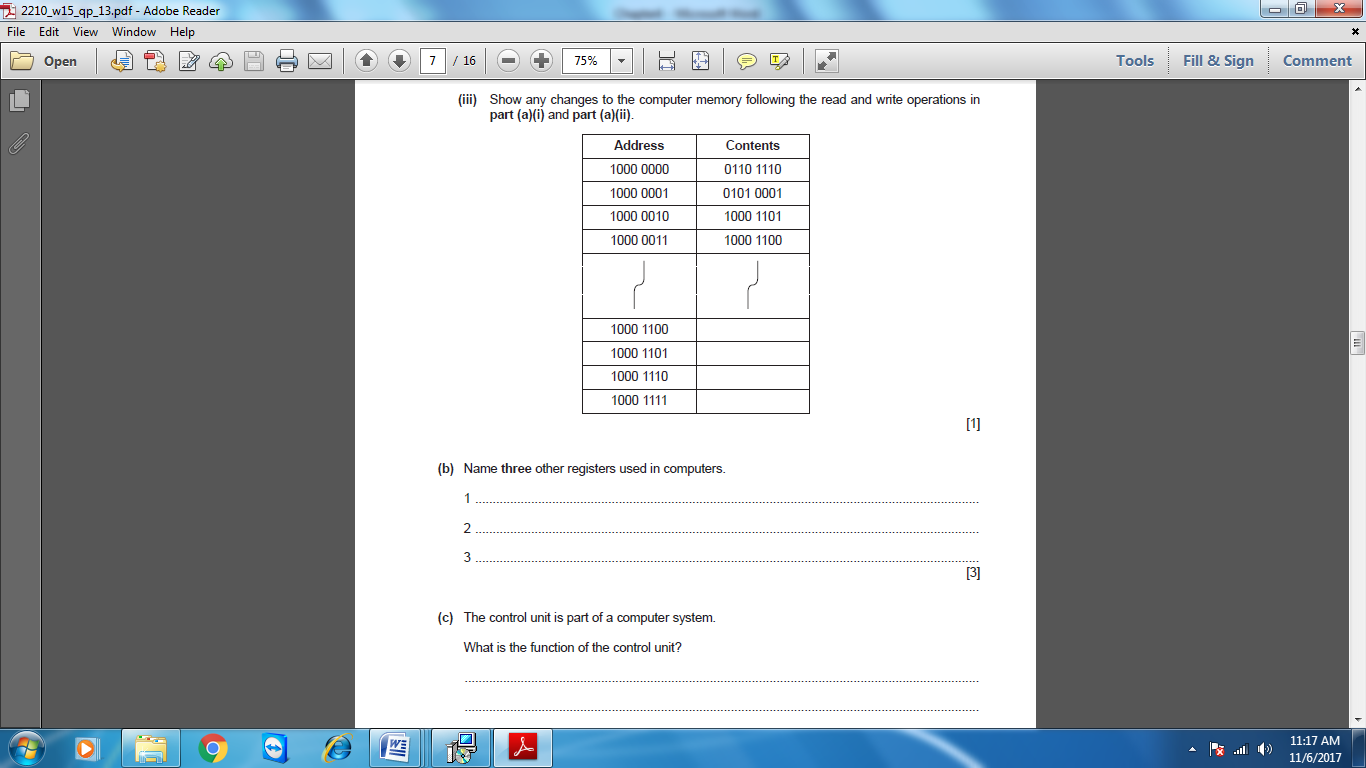 2210_w15_qp_13.pdf - Adobe Reader
File Edit View Window Help
Open 7 / 16 75% Tools Fill & Sign Comment
(iii) Show any changes to the computer memory following the read and write operations in
part (a)(i) and part (a)(ii).
Address Contents
1000 0000 0110 1110
1000 0001 0101 0001
1000 0010 1000 1101
1000 0011 1000 1100
1000 1100
1000 1101
1000 1110
1000 1111
[1]
(b) Name three other registers used in computers.
1 ................................................................
2 ................................................................
3 ................................................................
[3]
(c) The control unit is part of a computer system.
What is the function of the control unit?
................................................................
................................................................
11:17 AM
11/6/2017